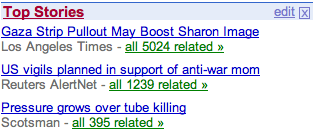 Top Stories edit X
Gaza Strip Pullout May Boost Sharon Image
Los Angeles Times - all 5024 related »
US vigils planned in support of anti-war mom
Reuters AlertNet - all 1239 related »
Pressure grows over tube killing
Scotsman - all 395 related »